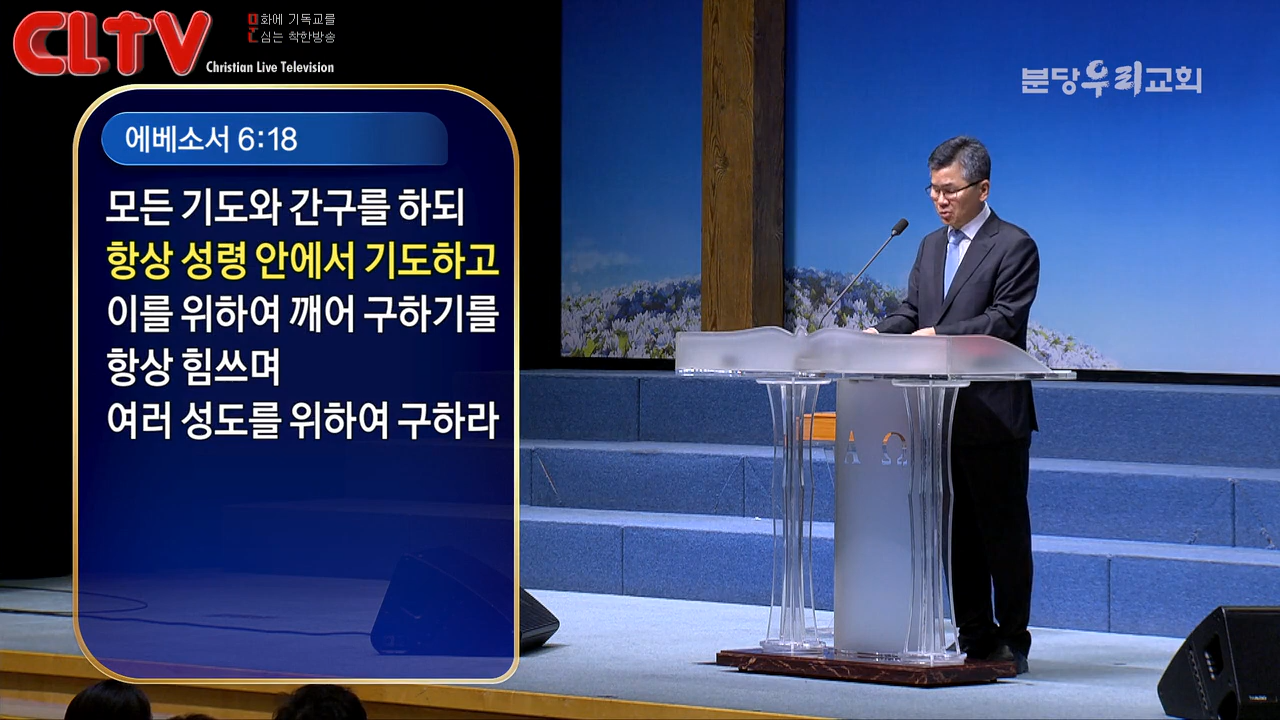 CLTV
문화에 기독교를
심는 착한방송
Christian Live Television
분당우리교회
에베소서 6:18
모든 기도와 간구를 하되
항상 성령 안에서 기도하고
이를 위하여 깨어 구하기를
항상 힘쓰며
여러 성도를 위하여 구하라
Α Ω